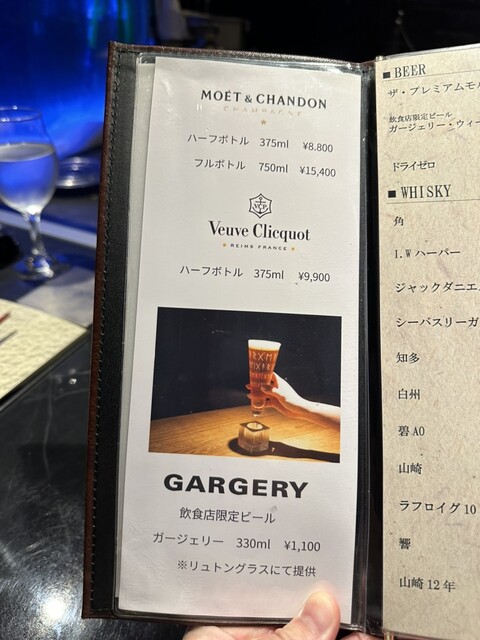 MOËT & CHANDON
CHAMPAGNE
ハーフボトル 375ml ¥8.800
フルボトル 750ml ¥15,400
VCP
Veuve Clicquot
REIMS FRANCE
ハーフボトル 375ml ¥9,900
GARGERY
飲食店限定ビール
ガージェリー 330ml ¥1,100
※リュトングラスにて提供
■BEER
ザ・プレミアムモル
飲食店限定ビール
ガージェリー・ウィー
ドライゼロ
■WHISKY
角
I.W ハーパー
ジャックダニエ
シーバスリーガ
知多
白州
碧 AO
山崎
ラフロイグ 10
響
山崎 12 年